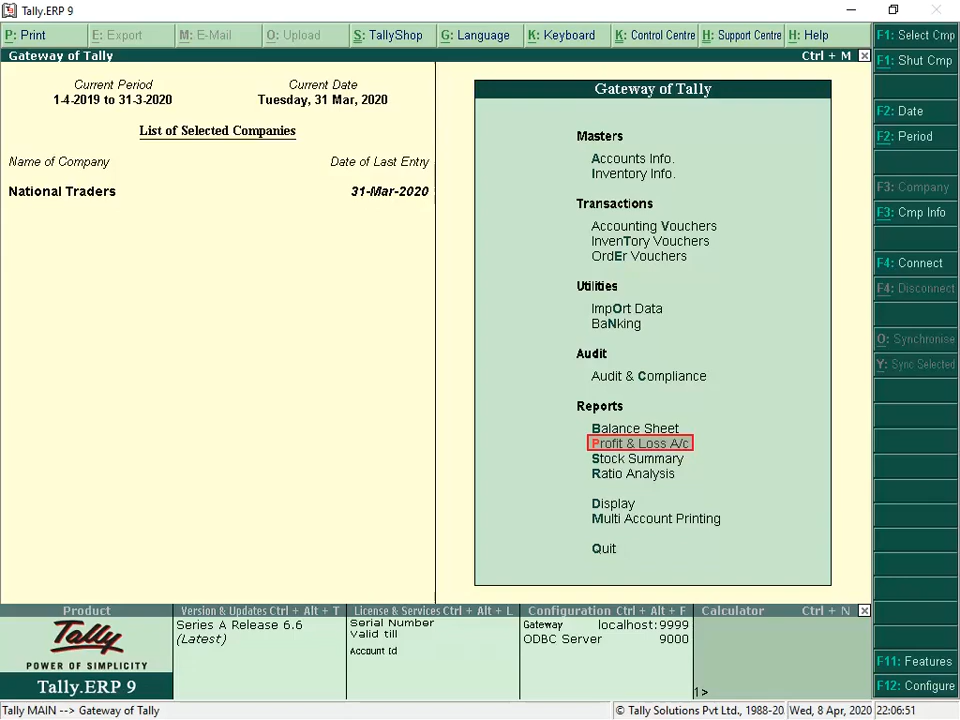 Tally.ERP 9
P: Print E: Export M: E-Mail O: Upload S: TallyShop G: Language K: Keyboard K: Control Centre H: Support Centre H: Help
Gateway of Tally Ctrl + M
Current Period Current Date
1-4-2019 to 31-3-2020 Tuesday, 31 Mar, 2020
List of Selected Companies
Name of Company Date of Last Entry
National Traders 31-Mar-2020
Gateway of Tally
Masters
Accounts Info.
Inventory Info.
Transactions
Accounting Vouchers
InvenTory Vouchers
OrdEr Vouchers
Utilities
ImpOrt Data
BaNking
Audit
Audit & Compliance
Reports
Balance Sheet
Profit & Loss A/c
Stock Summary
Ratio Analysis
Display
Multi Account Printing
Quit
F1: Select Cmp
F1: Shut Cmp
F2: Date
F2: Period
F3: Company
F3: Cmp Info
F4: Connect
F4: Disconnect
O: Synchronise
Y: Sync Selected
F11: Features
F12: Configure
Product
Tally
POWER OF SIMPLICITY
Tally.ERP 9
Version & Updates Ctrl + Alt + T
Series A Release 6.6
(Latest)
License & Services Ctrl + Alt + L
Serial Number
Valid till
Account Id
Configuration Ctrl + Alt + F
Gateway localhost:9999
ODBC Server 9000
Calculator Ctrl + N
1>
Tally MAIN --> Gateway of Tally © Tally Solutions Pvt Ltd., 1988-20 Wed, 8 Apr, 2020 22:06:51